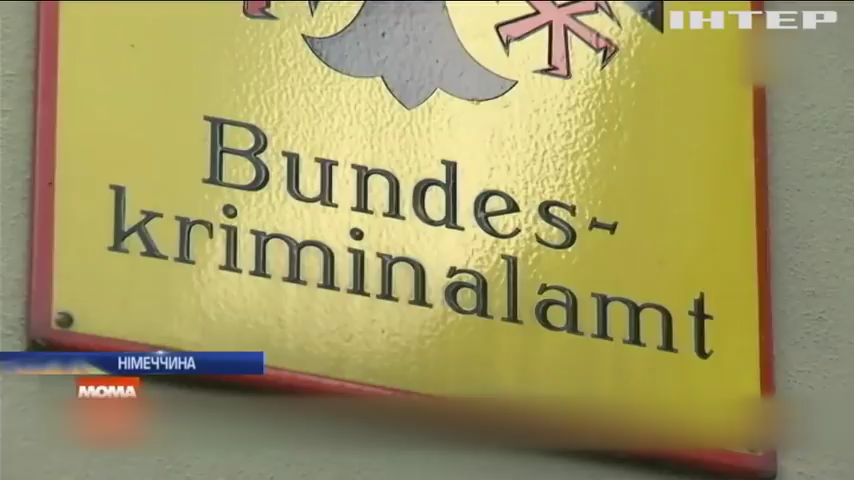 ІНТЕР
Bundes-
kriminalamt
НІМЕЧЧИНА
МОМА